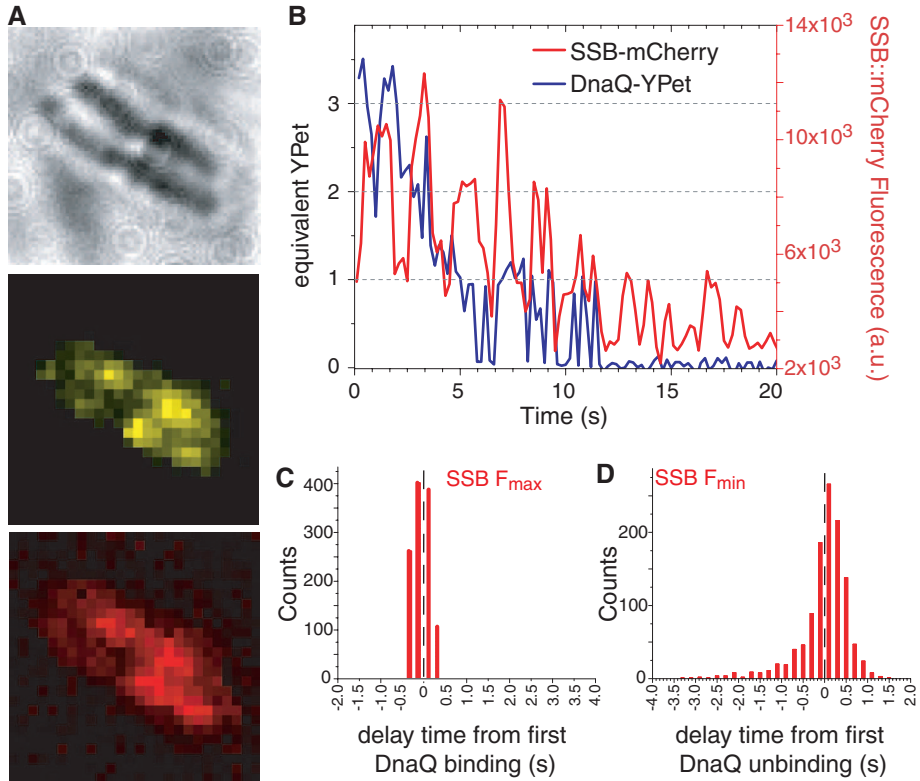 A
B
equivalent YPet
3
2
1
0
SSB-mCherry
DnaQ-YPet
14x10³
10x10³
6x10³
2x10³
SSB::mCherry Fluorescence (a.u.)
0
5
10
15
20
Time (s)
C
SSB Fmax
Counts
400
300
200
100
0
-2.0
-1.5
-1.0
-0.5
0
0.5
1.0
1.5
2.0
2.5
3.0
3.5
4.0
delay time from first
DnaQ binding (s)
D
SSB Fmin
Counts
200
100
0
-4.0
-3.5
-3.0
-2.5
-2.0
-1.5
-1.0
-0.5
0
0.5
1.0
1.5
2.0
delay time from first
DnaQ unbinding (s)